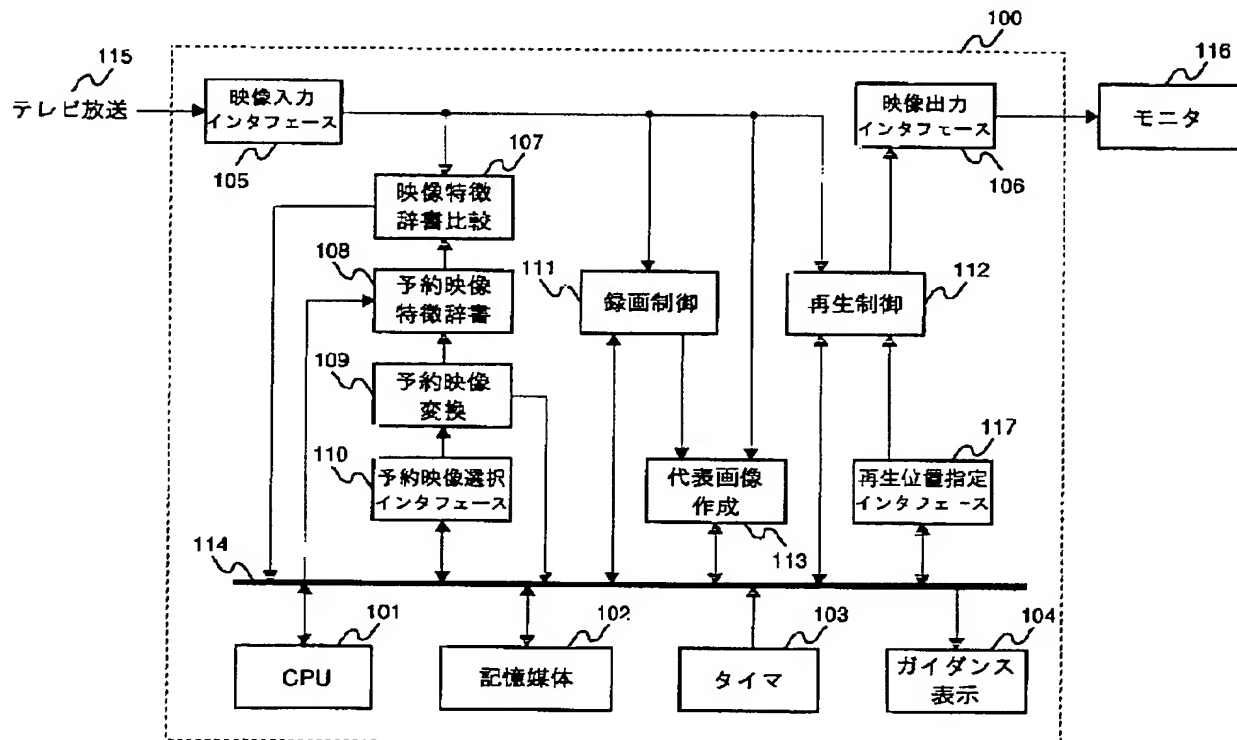 100
115
116
テレビ放送
映像入力
インタフェース
映像出力
インタフェース
モニタ
105
107
106
映像特徴
辞書比較
108
予約映像
特徴辞書
111
録画制御
再生制御
112
109
予約映像
変換
110
予約映像選択
インタフェース
代表画像
作成
117
再生位置指定
インタフェース
113
114
101
102
103
104
CPU
記憶媒体
タイマ
ガイダンス
表示